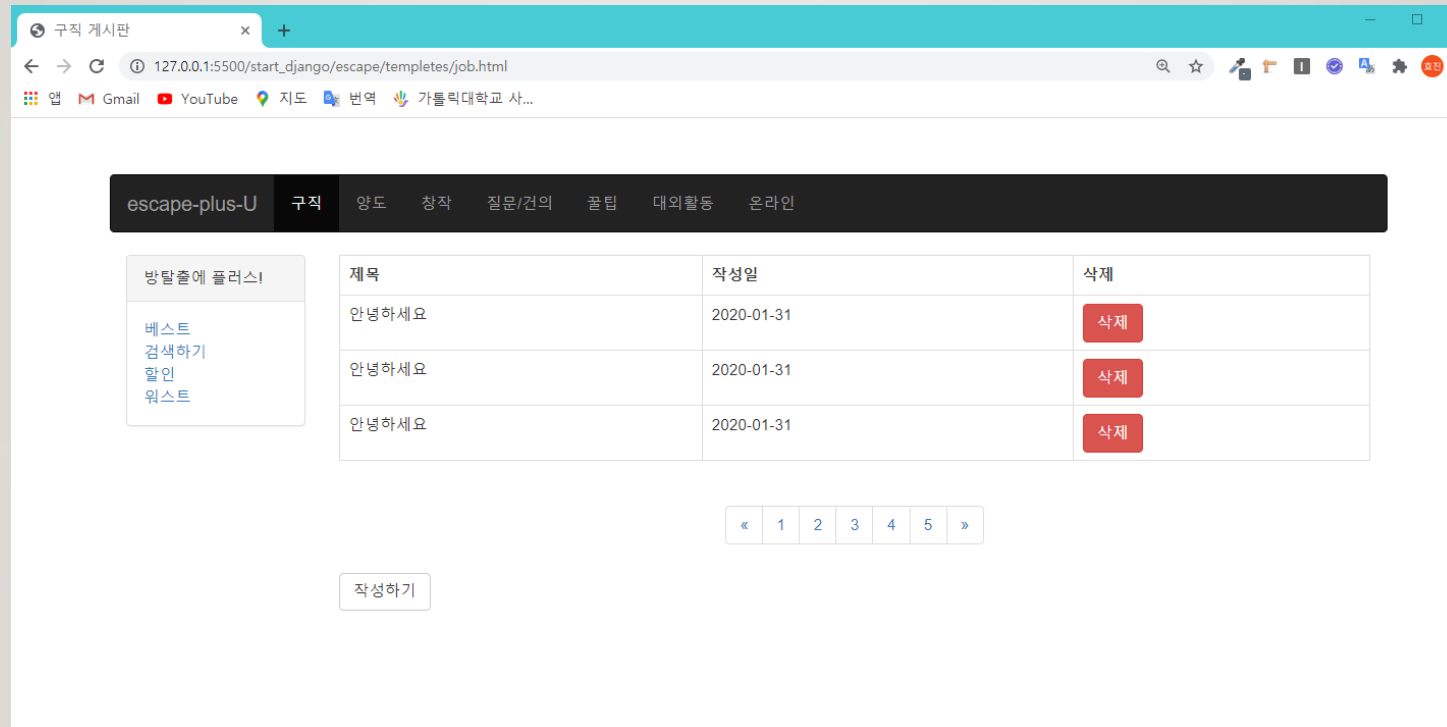 구직 게시판
127.0.0.1:5500/start_django/escape/templetes/job.html
효진
앱 Gmail YouTube 지도 번역 가톨릭대학교 사...
escape-plus-U 구직 양도 창작 질문/건의 꿀팁 대외활동 온라인
방탈출에 플러스!
베스트
검색하기
할인
워스트
제목 작성일 삭제
안녕하세요 2020-01-31 삭제
안녕하세요 2020-01-31 삭제
안녕하세요 2020-01-31 삭제
« 1 2 3 4 5 »
작성하기